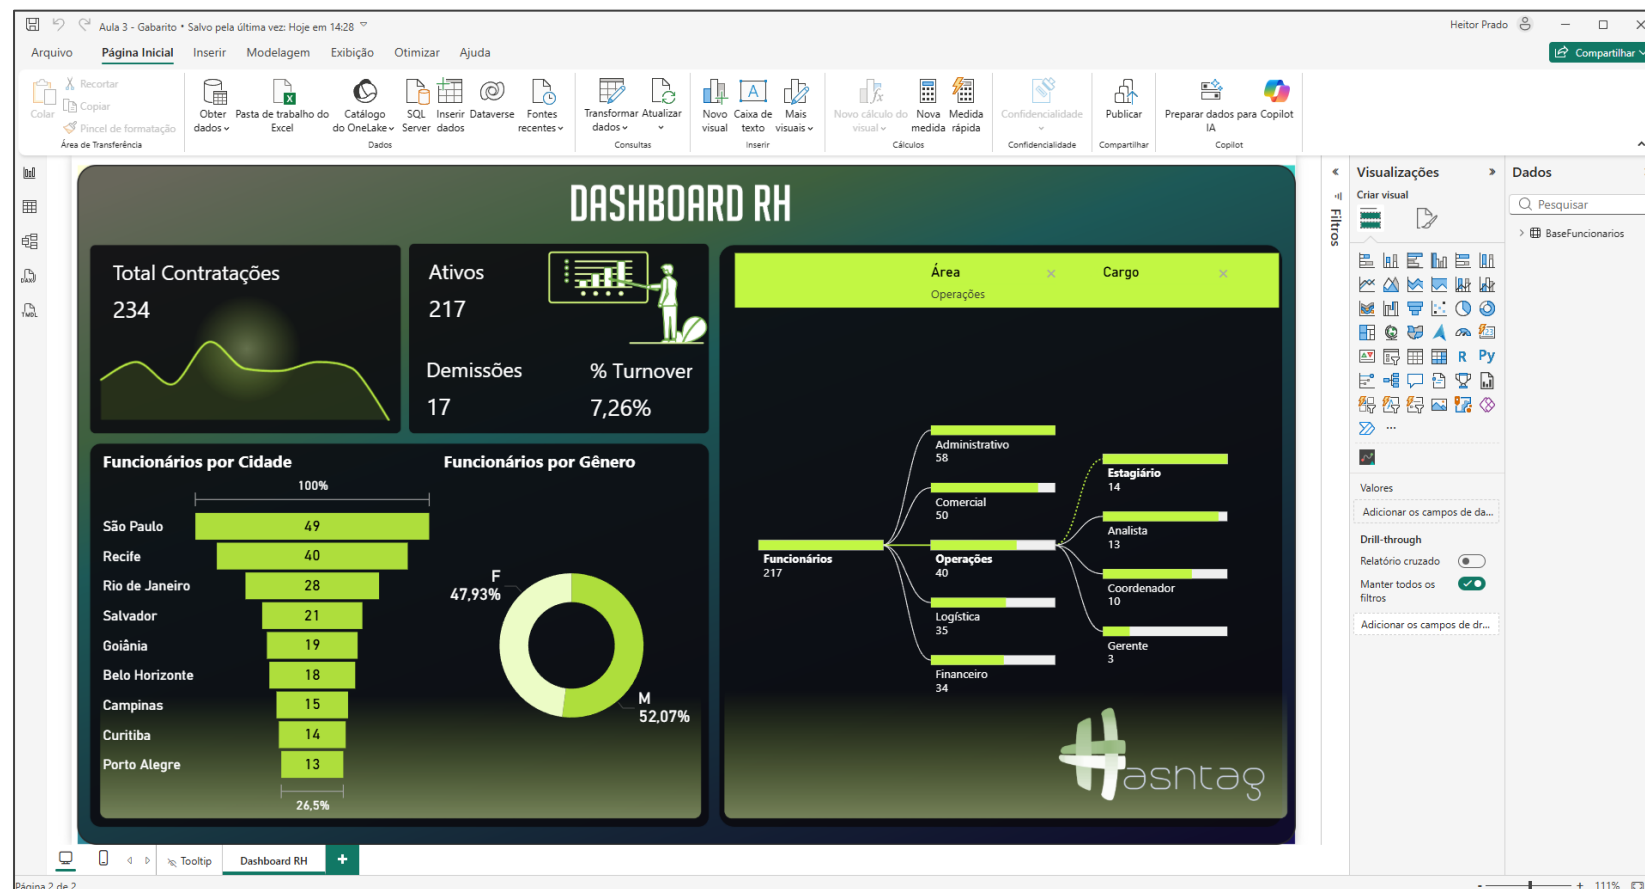 Aula 3 - Gabarito • Salvo pela última vez: Hoje em 14:28
Heitor Prado
Arquivo
Página Inicial
Inserir
Modelagem
Exibição
Otimizar
Ajuda
Compartilhar
Colar
Recortar
Copiar
Pincel de formatação
Área de Transferência
Obter
dados
Pasta de trabalho do
Excel
Catálogo
do OneLake
SQL
Server
Inserir
dados
Dataverse
Fontes
recentes
Dados
Transformar
dados
Atualizar
Consultas
Novo
visual
Caixa de
texto
Mais
visuais
Inserir
Novo cálculo do
visual
Nova
medida
Medida
rápida
Cálculos
Confidencialidade
Confidencialidade
Publicar
Compartilhar
Preparar dados para
IA
Copilot
Copilot
DAX
TMDL
DASHBOARD RH
Total Contratações
234
Ativos
217
Demissões
17
% Turnover
7,26%
Funcionários por Cidade
100%
São Paulo 49
Recife 40
Rio de Janeiro 28
Salvador 21
Goiânia 19
Belo Horizonte 18
Campinas 15
Curitiba 14
Porto Alegre 13
26,5%
Funcionários por Gênero
F
47,93%
M
52,07%
Área
Operações
Cargo
Funcionários
217
Administrativo
58
Comercial
50
Operações
40
Logística
35
Financeiro
34
Estagiário
14
Analista
13
Coordenador
10
Gerente
3
Hashtag
Filtros
Visualizações
Criar visual
R
Py
123
Valores
Adicionar os campos de da...
Drill-through
Relatório cruzado
Manter todos os
filtros
Adicionar os campos de dr...
Dados
Pesquisar
BaseFuncionarios
Tooltip
Dashboard RH
Página 2 de 2
111%